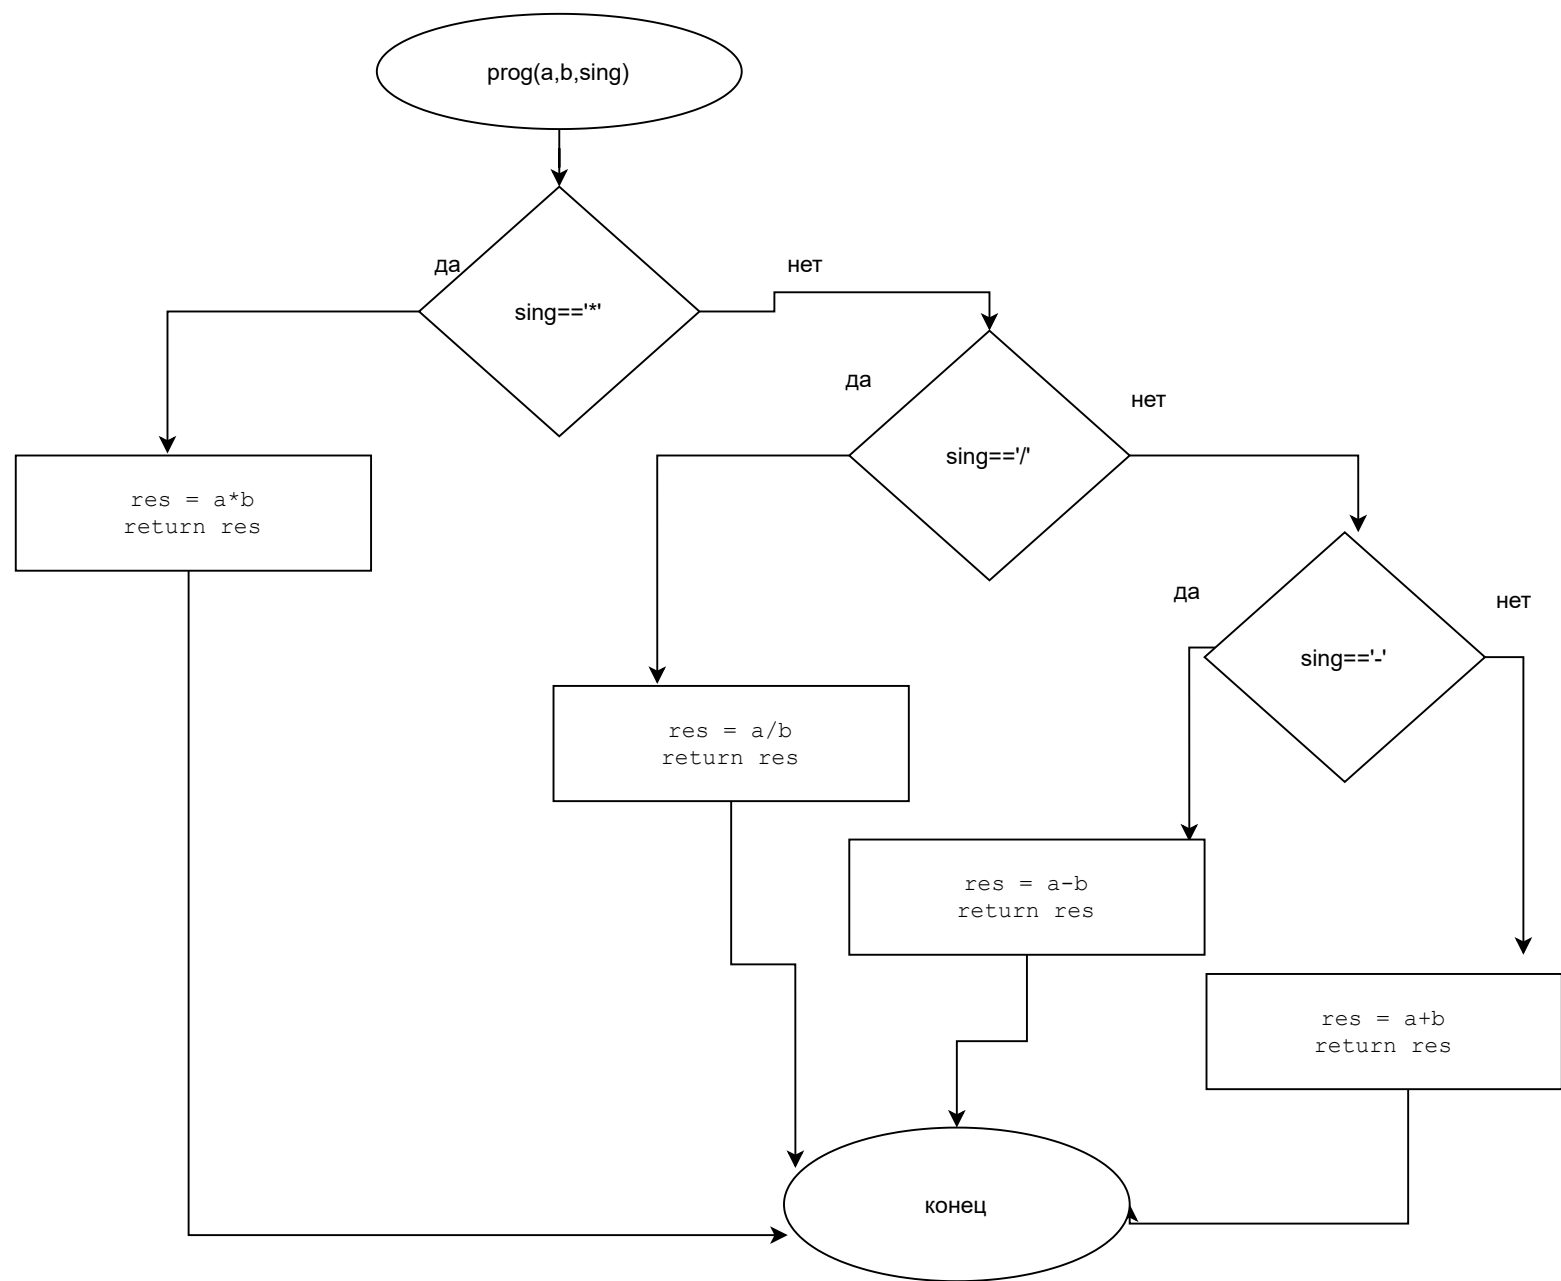 prog(a,b,sing)
да
нет
sing=='*'
да
нет
sing=='/'
res = a*b
return res
да
нет
sing=='-'
res = a/b
return res
res = a-b
return res
res = a+b
return res
конец